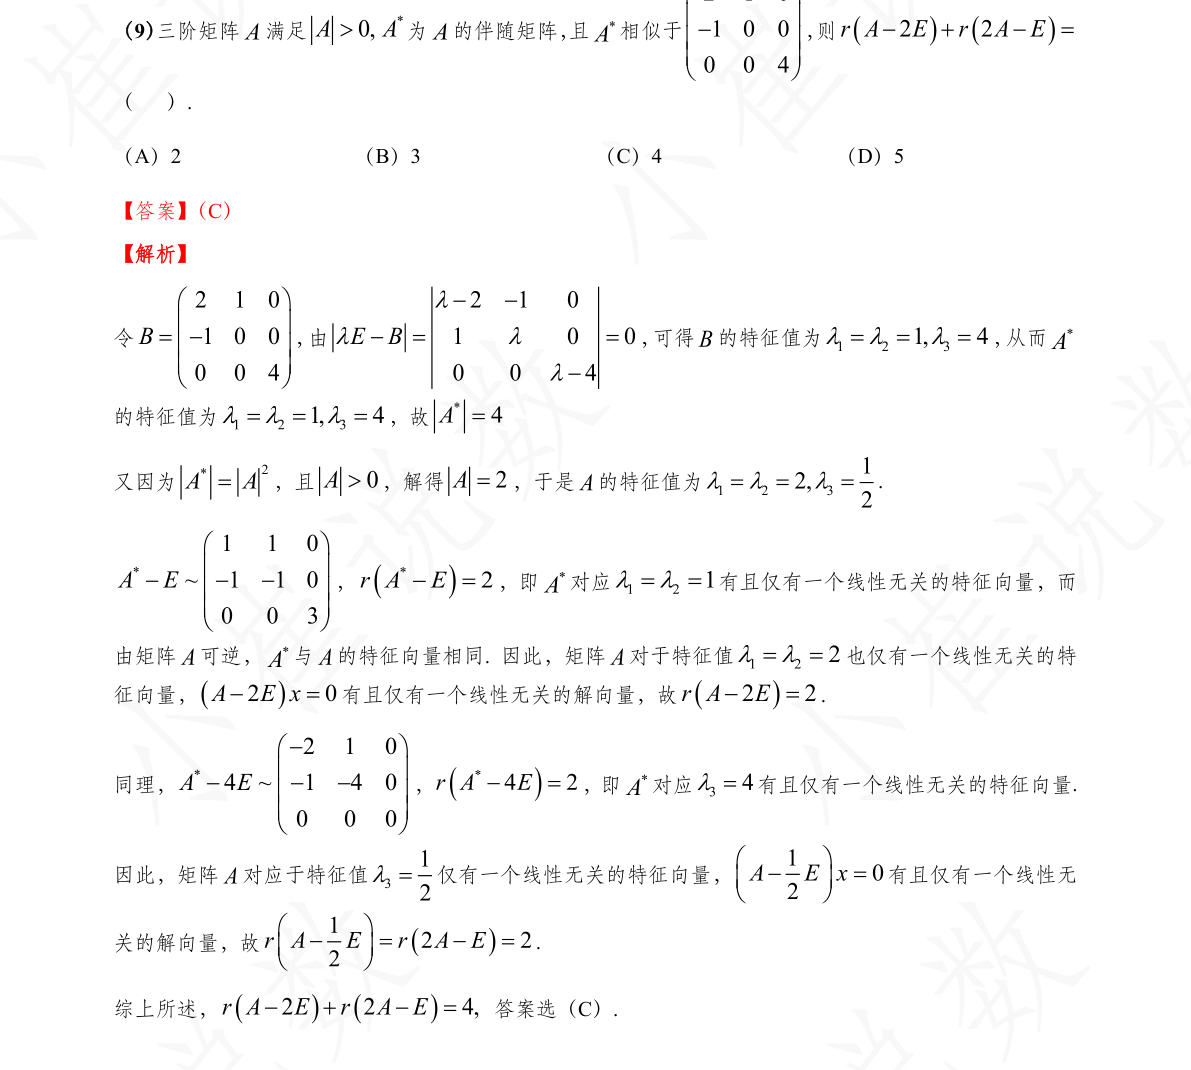 (9)三阶矩阵 A 满足 |A| > 0, A* 为 A 的伴随矩阵,且 A* 相似于 ( −1 0 0 ; 0 0 4 ) ,则 r(A−2E)+r(2A−E)=
( ).
(A) 2 (B) 3 (C) 4 (D) 5
【答案】(C)
【解析】
令 B = ( 2 1 0 ; −1 0 0 ; 0 0 4 ) , 由 |λE − B| = | λ−2 −1 0 ; 1 λ 0 ; 0 0 λ−4 | = 0 , 可得 B 的特征值为 λ₁ = λ₂ = 1, λ₃ = 4 , 从而 A*
的特征值为 λ₁ = λ₂ = 1, λ₃ = 4 ,故 |A*| = 4
又因为 |A*| = |A|² ,且 |A| > 0 ,解得 |A| = 2 ,于是 A 的特征值为 λ₁ = λ₂ = 2, λ₃ = 1/2 .
A* − E ~ ( 1 1 0 ; −1 −1 0 ; 0 0 3 ) , r(A* − E) = 2 ,即 A* 对应 λ₁ = λ₂ = 1 有且仅有一个线性无关的特征向量,而
由矩阵 A 可逆, A* 与 A 的特征向量相同. 因此,矩阵 A 对于特征值 λ₁ = λ₂ = 2 也仅有一个线性无关的特
征向量, (A−2E)x = 0 有且仅有一个线性无关的解向量,故 r(A−2E) = 2 .
同理, A* − 4E ~ ( −2 1 0 ; −1 −4 0 ; 0 0 0 ) , r(A* − 4E) = 2 ,即 A* 对应 λ₃ = 4 有且仅有一个线性无关的特征向量.
因此,矩阵 A 对应于特征值 λ₃ = 1/2 仅有一个线性无关的特征向量, (A − 1/2 E)x = 0 有且仅有一个线性无
关的解向量,故 r(A − 1/2 E) = r(2A−E) = 2 .
综上所述, r(A−2E)+r(2A−E) = 4, 答案选(C).